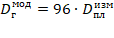 D_г^мод = 96 · D_пл^изм